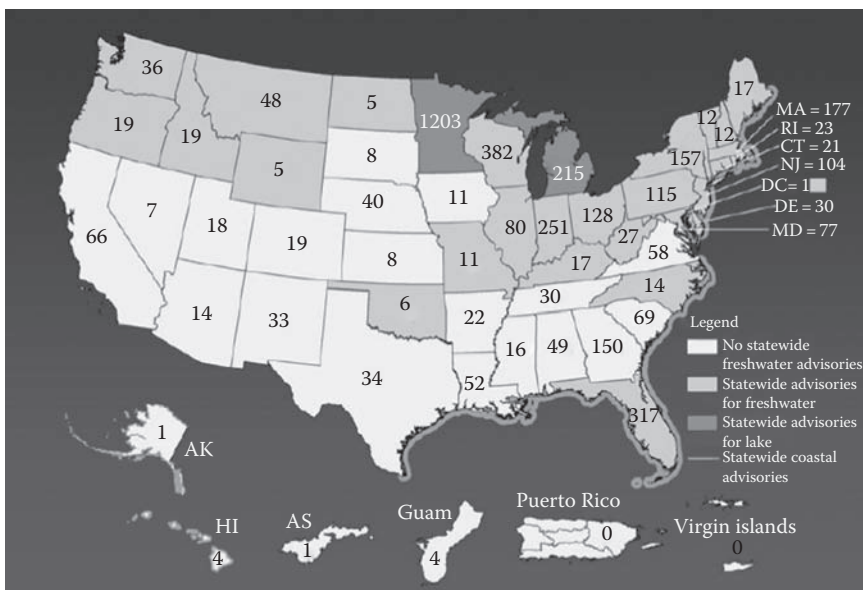 36
48
5
1203
17
12
12
MA = 177
RI = 23
CT = 21
NJ = 104
DC = 1
DE = 30
MD = 77
19
19
5
8
382
215
157
115
7
18
40
11
80
251
128
27
58
66
19
8
11
17
14
14
33
6
22
30
69
16
49
150
34
52
317
Legend
No statewide
freshwater advisories
Statewide advisories
for freshwater
Statewide advisories
for lake
Statewide coastal
advisories
1
AK
HI
4
AS
1
Guam
4
Puerto Rico
0
Virgin islands
0